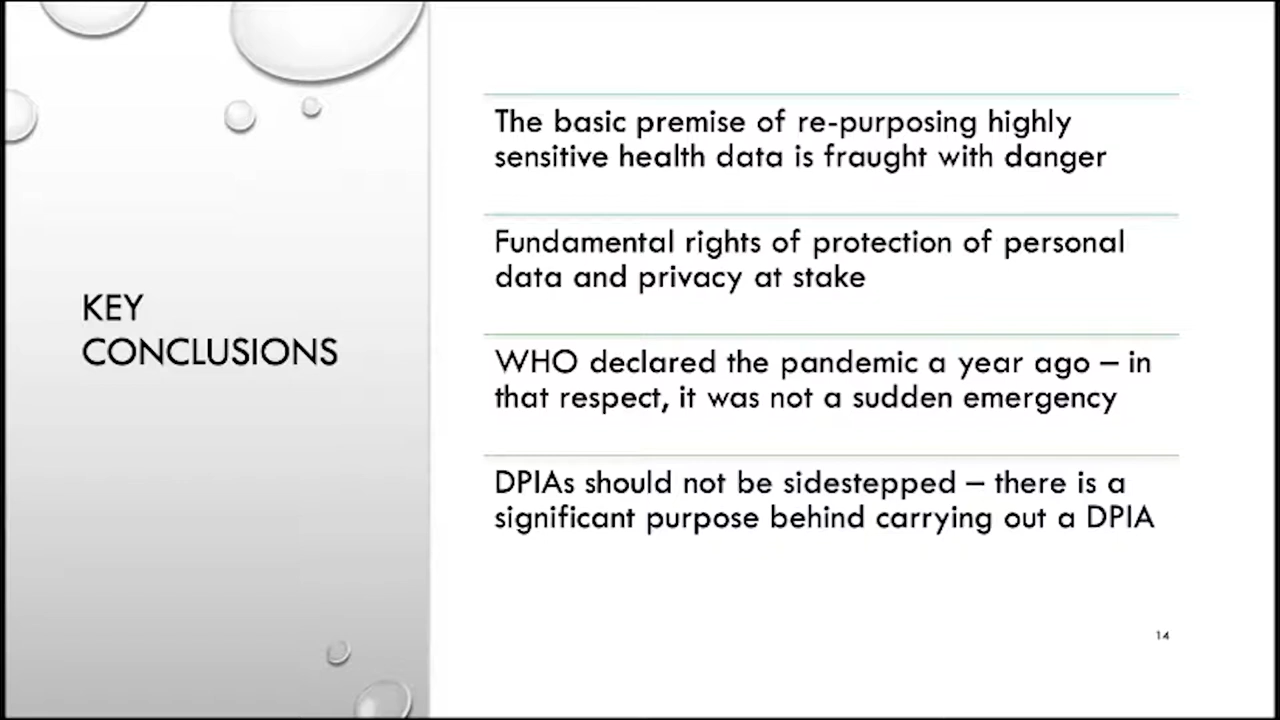 KEY
CONCLUSIONS
The basic premise of re-purposing highly
sensitive health data is fraught with danger
Fundamental rights of protection of personal
data and privacy at stake
WHO declared the pandemic a year ago – in
that respect, it was not a sudden emergency
DPIAs should not be sidestepped – there is a
significant purpose behind carrying out a DPIA
14